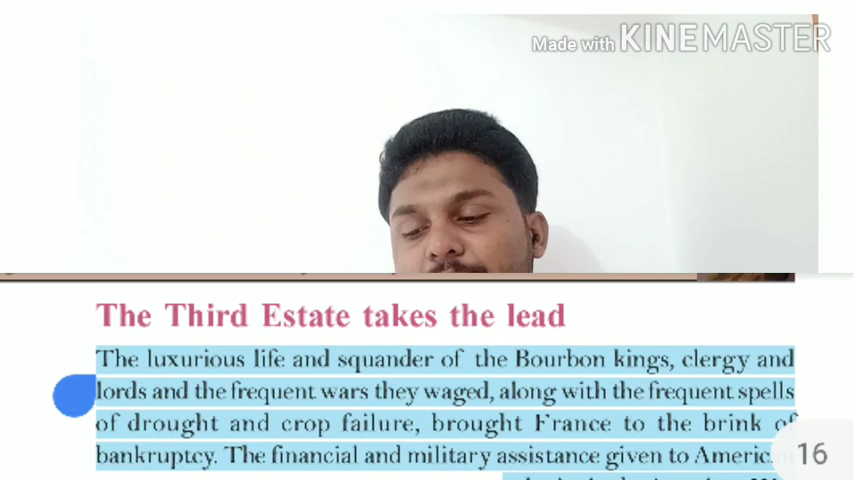 Made with KINEMASTER
The Third Estate takes the lead
The luxurious life and squander of the Bourbon kings, clergy and
lords and the frequent wars they waged, along with the frequent spells
of drought and crop failure, brought France to the brink of
bankruptcy. The financial and military assistance given to American
16